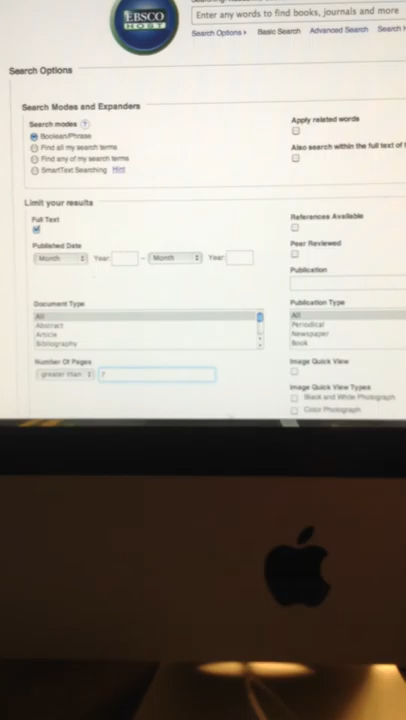 EBSCO
HOST
Enter any words to find books, journals and more
Search Options Basic Search Advanced Search Search
Search Options
Search Modes and Expanders
Search modes ?
Boolean/Phrase
Find all my search terms
Find any of my search terms
SmartText Searching Hint
Apply related words
Also search within the full text of
Limit your results
Full Text
References Available
Published Date
Month Year: – Month Year:
Peer Reviewed
Publication
Document Type
All
Abstract
Article
Bibliography
Publication Type
All
Periodical
Newspaper
Book
Number Of Pages
greater than 7
Image Quick View
Image Quick View Types
Black and White Photograph
Color Photograph